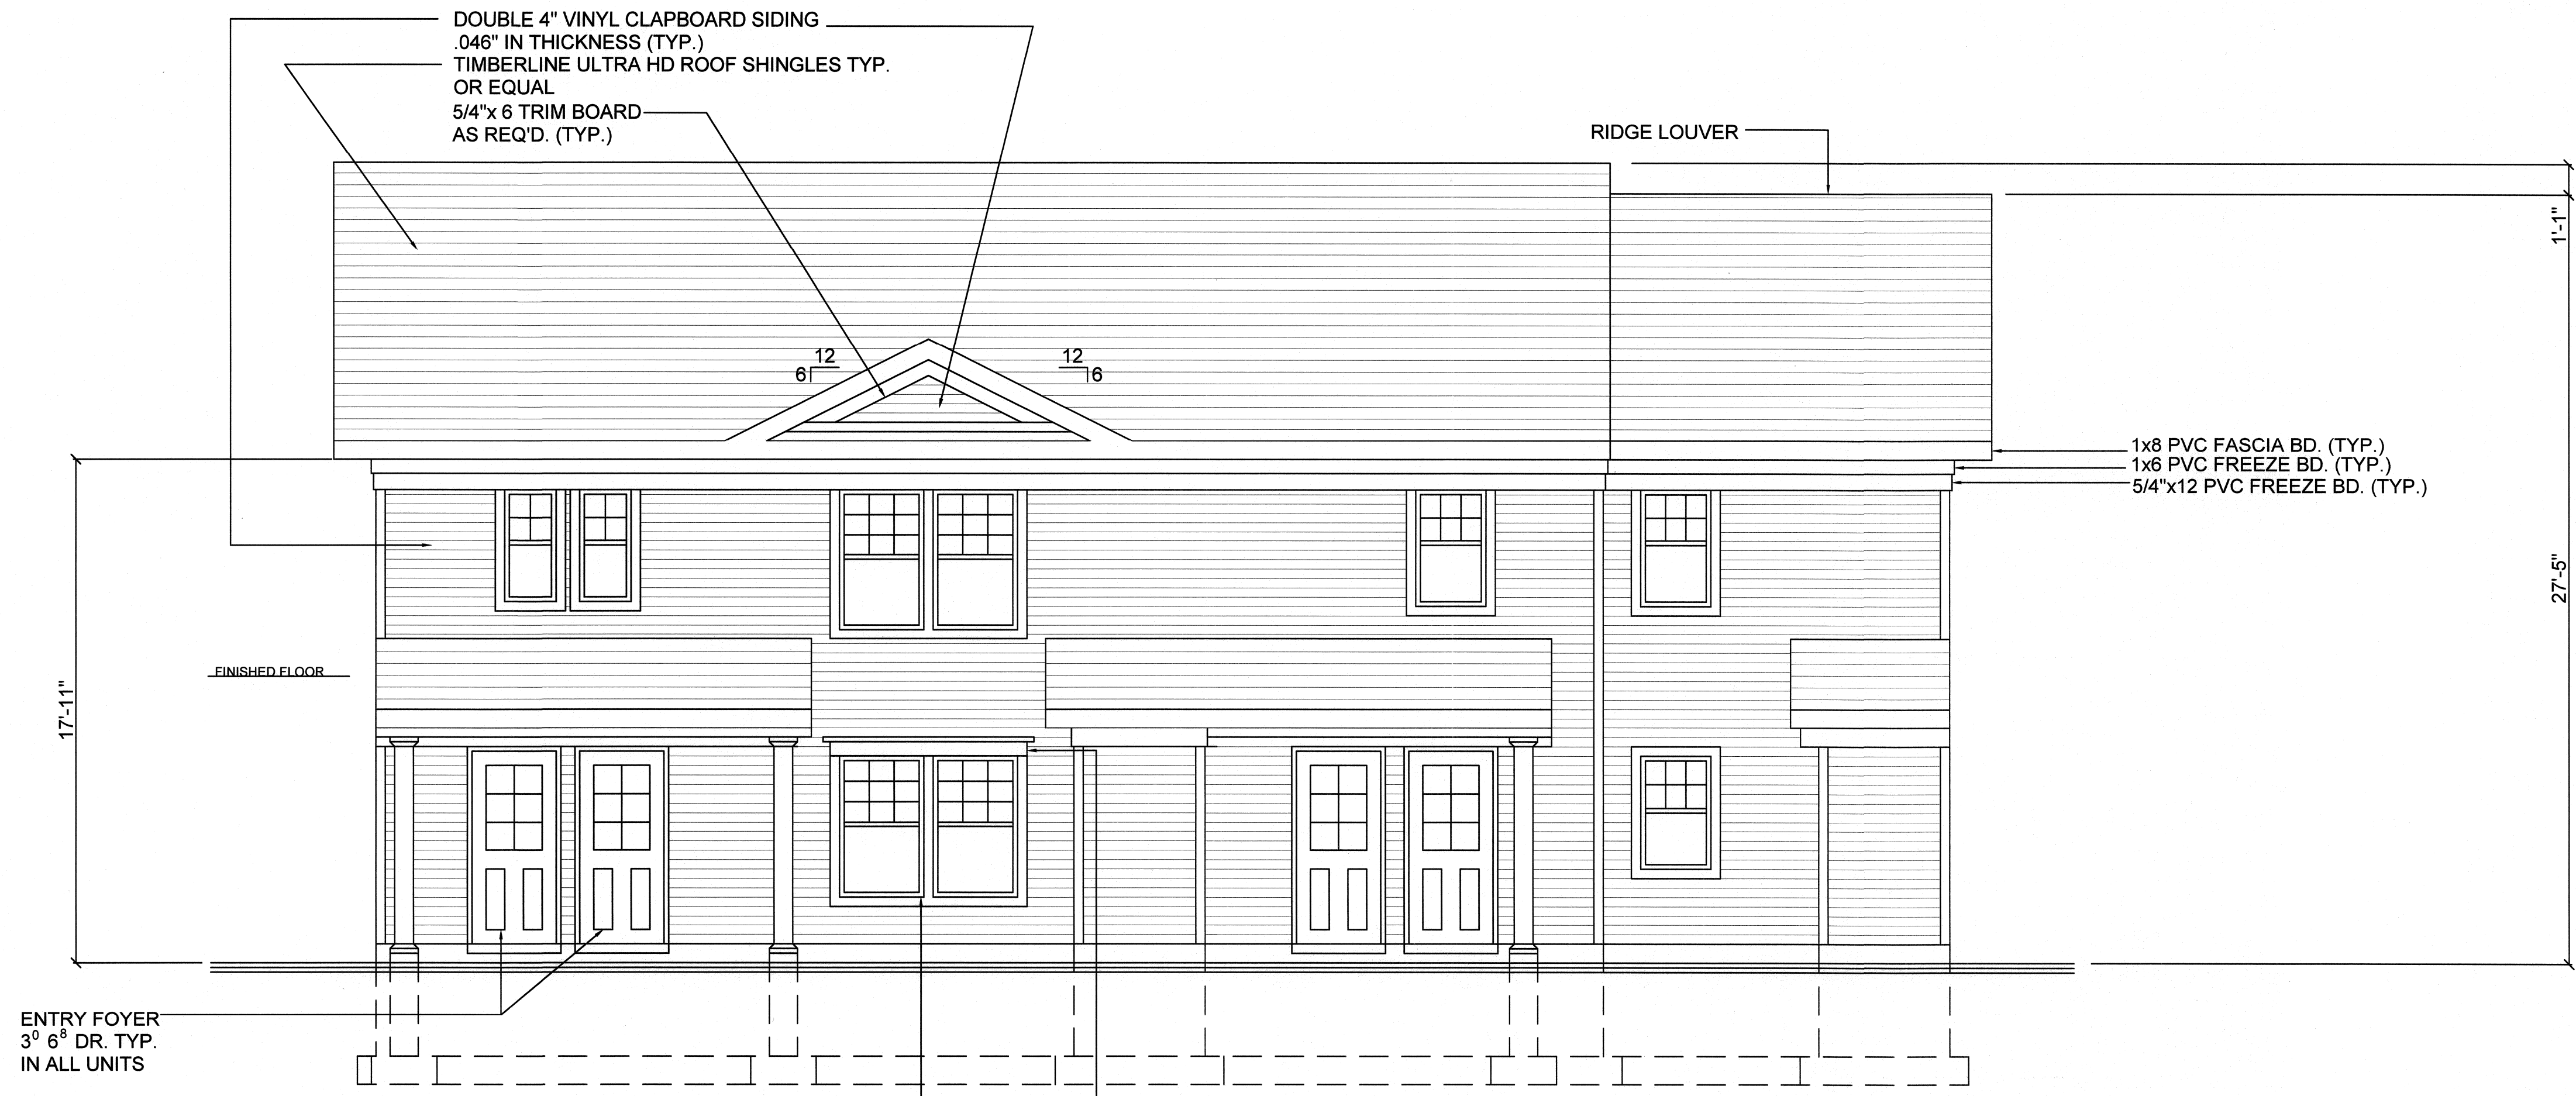 DOUBLE 4" VINYL CLAPBOARD SIDING
.046" IN THICKNESS (TYP.)
TIMBERLINE ULTRA HD ROOF SHINGLES TYP.
OR EQUAL
5/4"x 6 TRIM BOARD
AS REQ'D. (TYP.)
RIDGE LOUVER
1'-1"
12
6
12
6
1x8 PVC FASCIA BD. (TYP.)
1x6 PVC FREEZE BD. (TYP.)
5/4"x12 PVC FREEZE BD. (TYP.)
27'-5"
FINISHED FLOOR
17'-11"
ENTRY FOYER
3⁰ 6⁸ DR. TYP.
IN ALL UNITS